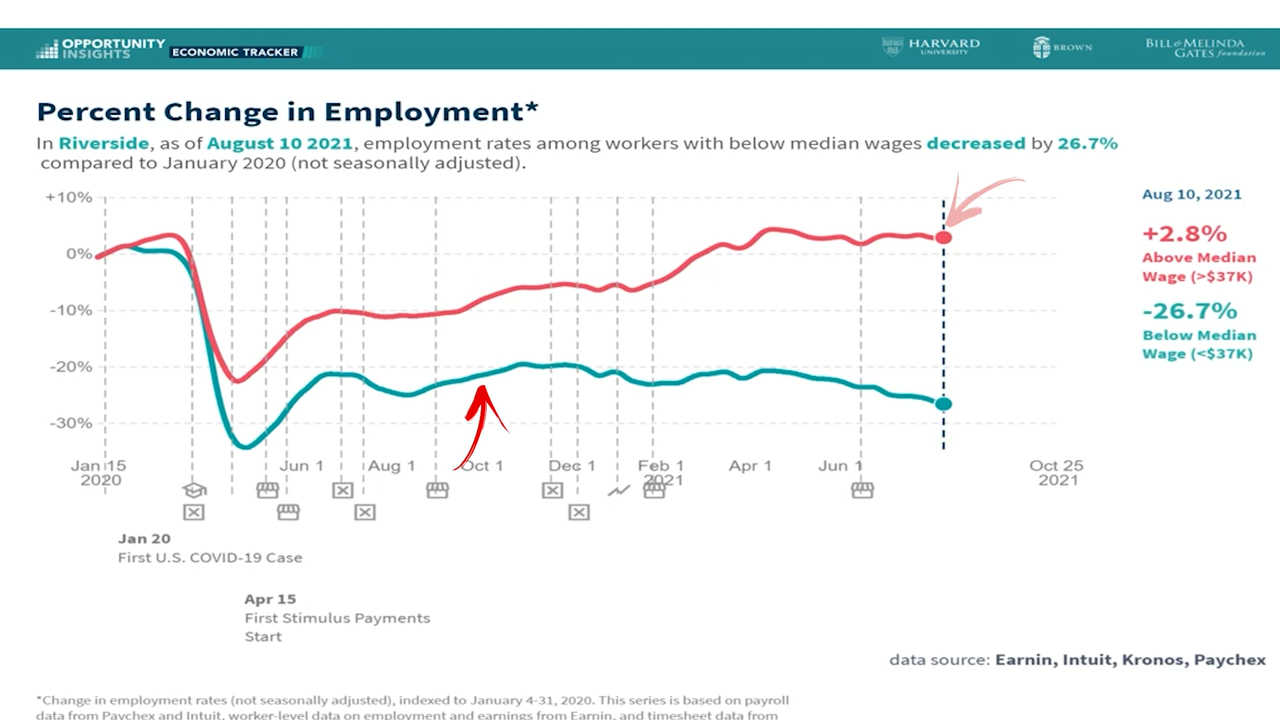 OPPORTUNITY
INSIGHTS
ECONOMIC TRACKER
HARVARD
UNIVERSITY
BROWN
BILL & MELINDA
GATES foundation
Percent Change in Employment*
In Riverside, as of August 10 2021, employment rates among workers with below median wages decreased by 26.7%
compared to January 2020 (not seasonally adjusted).
+10%
0%
-10%
-20%
-30%
Aug 10, 2021
+2.8%
Above Median
Wage (>$37K)
-26.7%
Below Median
Wage (<$37K)
Jan 15
2020
Jun 1
Aug 1
Oct 1
Dec 1
Feb 1
2021
Apr 1
Jun 1
Oct 25
2021
Jan 20
First U.S. COVID-19 Case
Apr 15
First Stimulus Payments
Start
data source: Earnin, Intuit, Kronos, Paychex
*Change in employment rates (not seasonally adjusted), indexed to January 4-31, 2020. This series is based on payroll
data from Paychex and Intuit, worker-level data on employment and earnings from Earnin, and timesheet data from